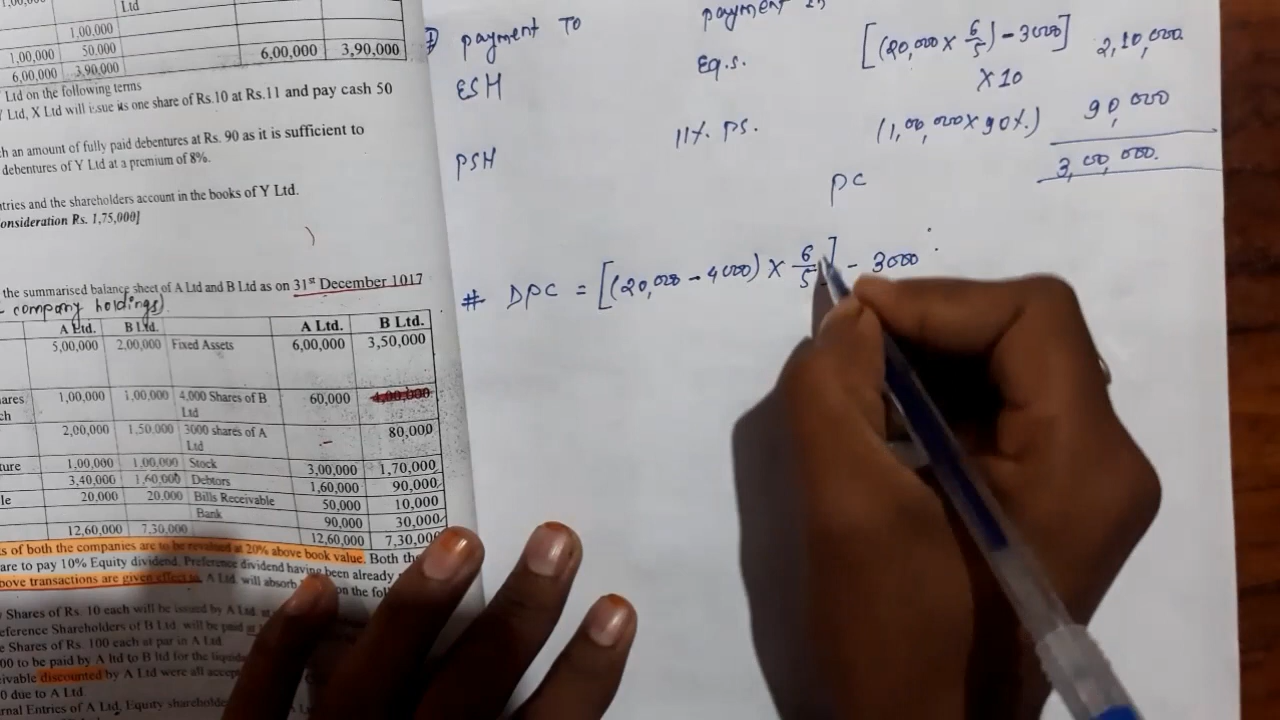 Ltd
1,00,000
1,00,000 50.000 6,00,000 3,90,000
6,00,000 3,90,000
Ltd on the following terms
Ltd, X Ltd will issue its one share of Rs.10 at Rs.11 and pay cash 50
ch an amount of fully paid debentures at Rs. 90 as it is sufficient to
debentures of Y Ltd at a premium of 8%.
ntries and the shareholders account in the books of Y Ltd.
onsideration Rs. 1,75,000]
the summarised balance sheet of A Ltd and B Ltd as on 31st December 1017
company holdings)
A Ltd. B Ltd. A Ltd. B Ltd.
5,00,000 2,00,000 Fixed Assets 6,00,000 3,50,000
ares 1,00,000 1,00,000 4,000 Shares of B 60,000 1,00,000
ch Ltd
2,00,000 1,50,000 3000 shares of A - 80,000
Ltd
ture 1,00,000 1,00,000 Stock 3,00,000 1,70,000
3,40,000 1,60,000 Debtors 1,60,000 90,000
le 20,000 20,000 Bills Receivable 50,000 10,000
Bank 90,000 30,000
12,60,000 7,30,000 12,60,000 7,30,000
s of both the companies are to be revalued at 20% above book value. Both the
are to pay 10% Equity dividend. Preference dividend having been already
bove transactions are given effect to. A Ltd. will absorb on the fol
Shares of Rs. 10 each will be issued by A Ltd
eference Shareholders of B Ltd. will be paid
e Shares of Rs. 100 each at par in A Ltd
00 to be paid by A ltd to B ltd for the
ivable discounted by A Ltd were all
0 due to A Ltd
rnal Entries of A Ltd, Equity
payment To payment in
ESH Eq.s. [(20,000 x 6/5) - 3000] 2,10,000
x 10
PSH 11%. ps. (1,00,000 x 90%.) 90,000
PC 3,00,000.
# DPC = [(20,000 - 4000) x 6/5] - 3000